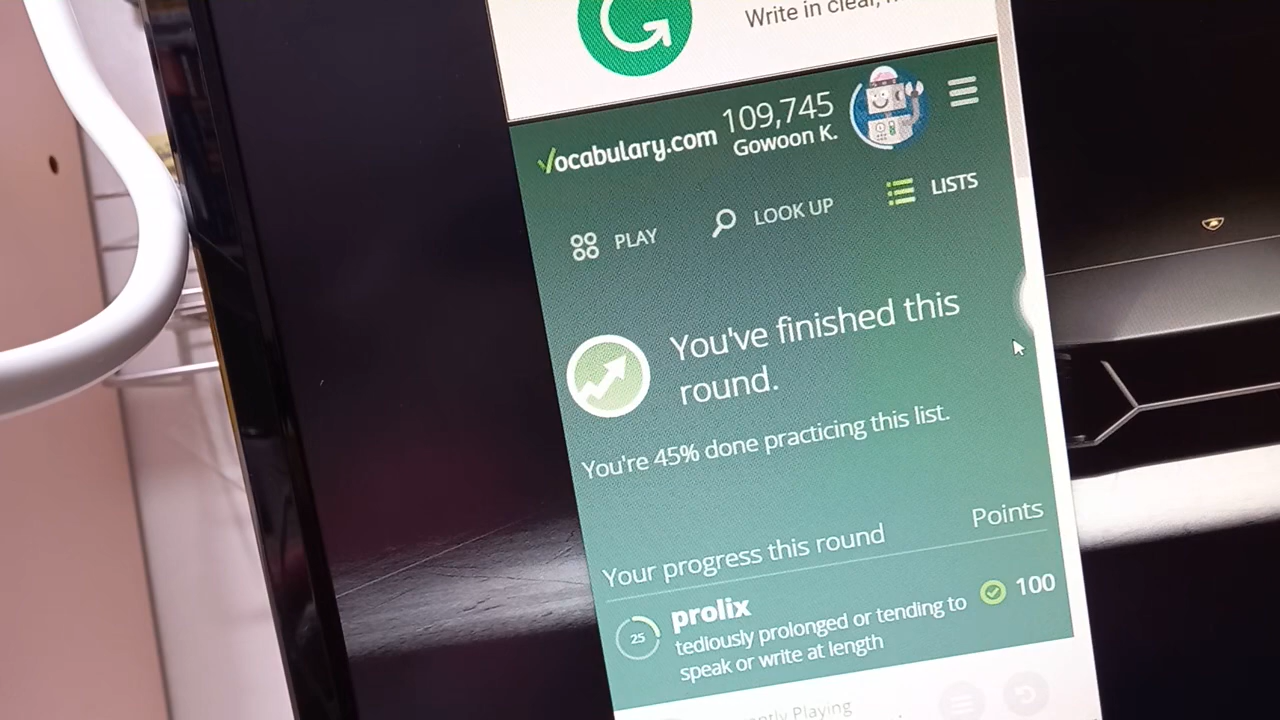 Write in clear,
Vocabulary.com
109,745
Gowoon K.
PLAY
LOOK UP
LISTS
You've finished this
round.
You're 45% done practicing this list.
Your progress this round
Points
25
prolix
100
tediously prolonged or tending to
speak or write at length
Playing